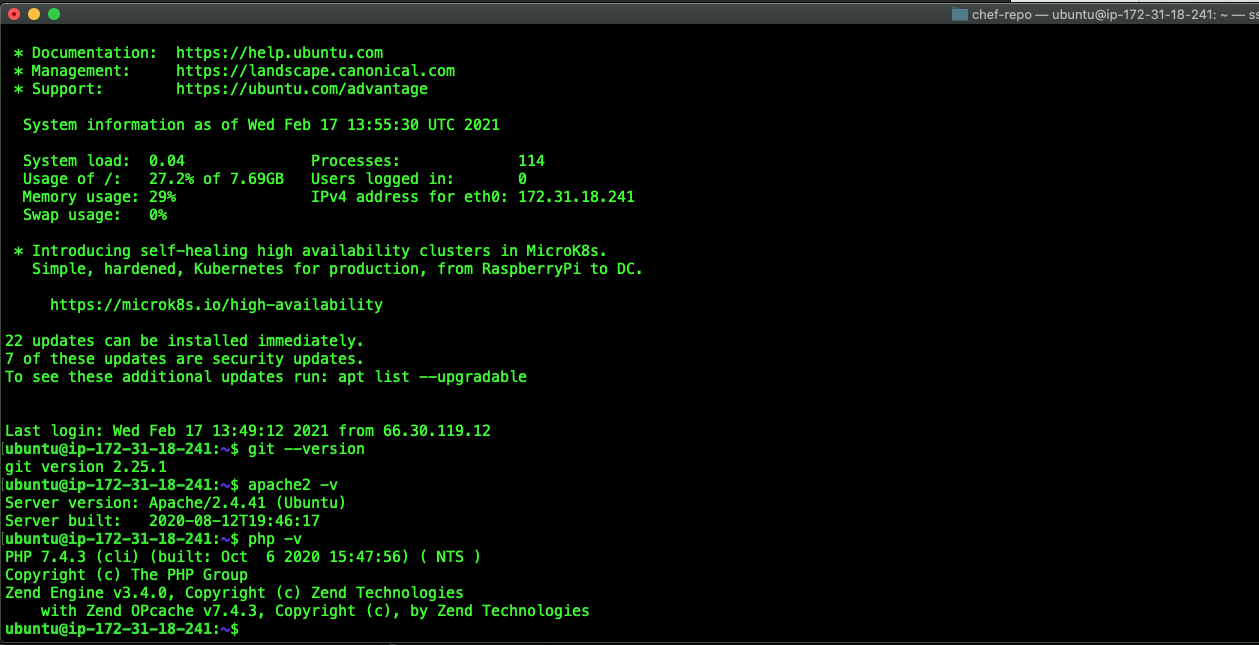 chef-repo — ubuntu@ip-172-31-18-241: ~ —
* Documentation:  https://help.ubuntu.com
* Management:     https://landscape.canonical.com
* Support:        https://ubuntu.com/advantage
System information as of Wed Feb 17 13:55:30 UTC 2021
System load:  0.04              Processes:             114
Usage of /:   27.2% of 7.69GB   Users logged in:       0
Memory usage: 29%               IPv4 address for eth0: 172.31.18.241
Swap usage:   0%
* Introducing self-healing high availability clusters in MicroK8s.
Simple, hardened, Kubernetes for production, from RaspberryPi to DC.
https://microk8s.io/high-availability
22 updates can be installed immediately.
7 of these updates are security updates.
To see these additional updates run: apt list --upgradable
Last login: Wed Feb 17 13:49:12 2021 from 66.30.119.12
[ubuntu@ip-172-31-18-241:~$ git --version
git version 2.25.1
[ubuntu@ip-172-31-18-241:~$ apache2 -v
Server version: Apache/2.4.41 (Ubuntu)
Server built:   2020-08-12T19:46:17
[ubuntu@ip-172-31-18-241:~$ php -v
PHP 7.4.3 (cli) (built: Oct  6 2020 15:47:56) ( NTS )
Copyright (c) The PHP Group
Zend Engine v3.4.0, Copyright (c) Zend Technologies
with Zend OPcache v7.4.3, Copyright (c), by Zend Technologies
ubuntu@ip-172-31-18-241:~$